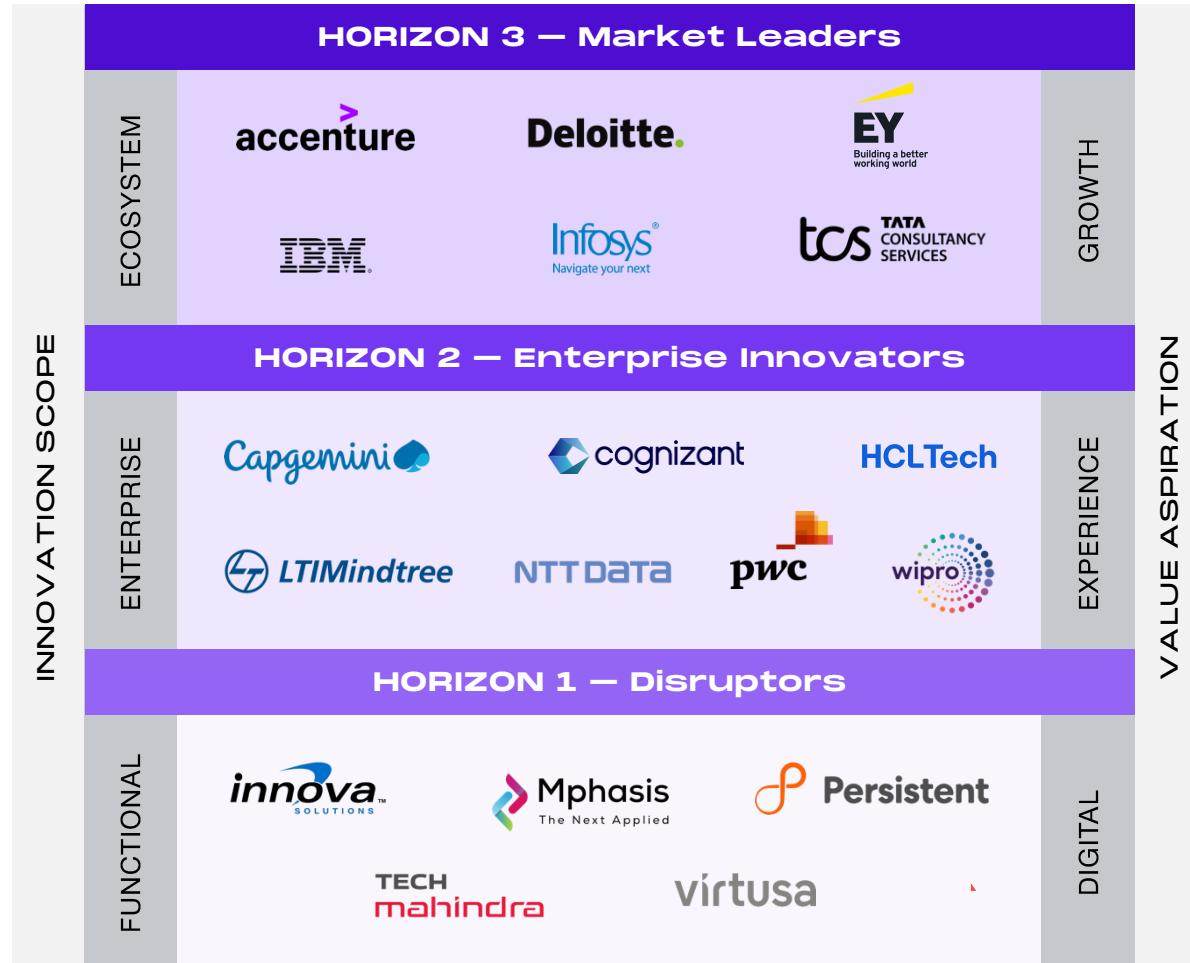 HORIZON 3 — Market Leaders
INNOVATION SCOPE
ECOSYSTEM
accenture
Deloitte.
EY
Building a better
working world
IBM®
Infosys®
Navigate your next
tcs TATA
CONSULTANCY
SERVICES
GROWTH
VALUE ASPIRATION
HORIZON 2 — Enterprise Innovators
ENTERPRISE
Capgemini
cognizant
HCLTech
LTIMindtree
NTT DATA
pwc
wipro
EXPERIENCE
HORIZON 1 — Disruptors
FUNCTIONAL
innova™
SOLUTIONS
Mphasis
The Next Applied
Persistent
TECH
mahindra
virtusa
DIGITAL